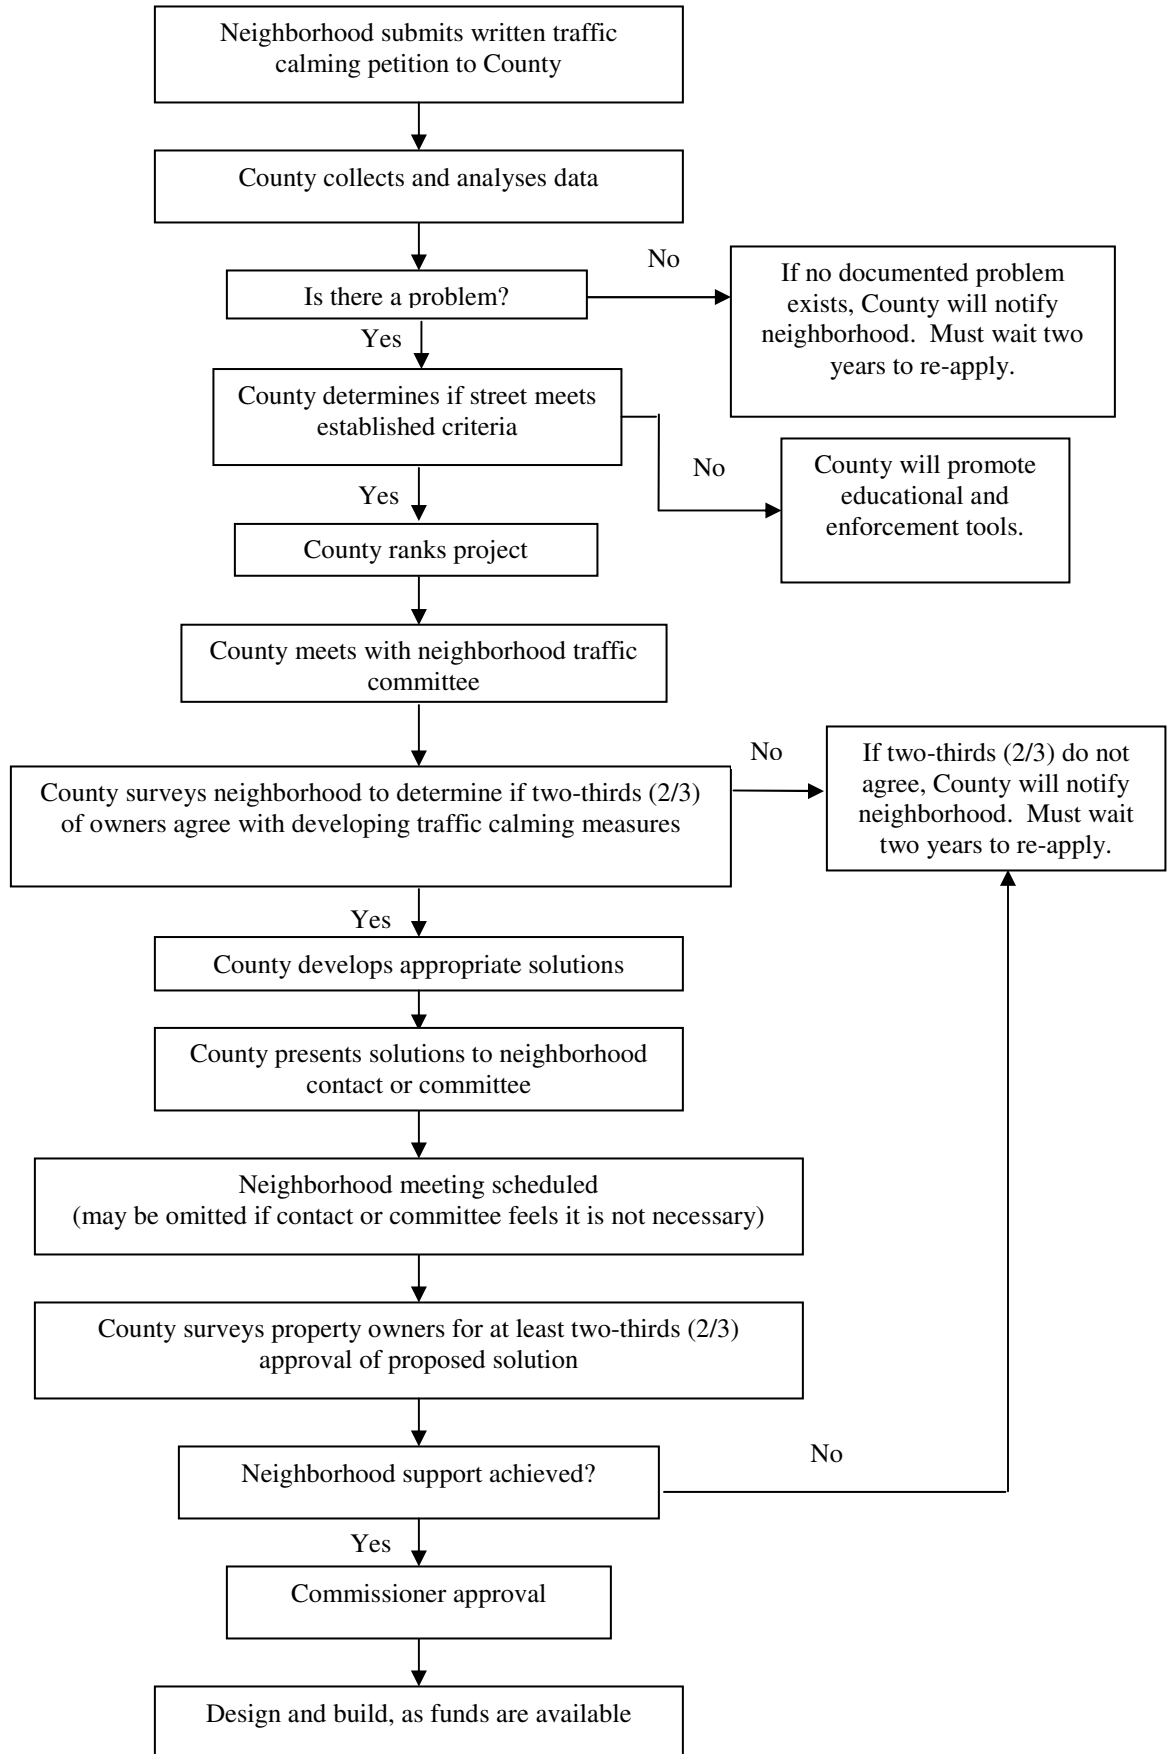 Neighborhood submits written traffic
calming petition to County
County collects and analyses data
No
If no documented problem
exists, County will notify
neighborhood.  Must wait two
years to re-apply.
Is there a problem?
Yes
County determines if street meets
established criteria
No
County will promote
educational and
enforcement tools.
Yes
County ranks project
County meets with neighborhood traffic
committee
No
If two-thirds (2/3) do not
agree, County will notify
neighborhood.  Must wait
two years to re-apply.
County surveys neighborhood to determine if two-thirds (2/3)
of owners agree with developing traffic calming measures
Yes
County develops appropriate solutions
County presents solutions to neighborhood
contact or committee
Neighborhood meeting scheduled
(may be omitted if contact or committee feels it is not necessary)
County surveys property owners for at least two-thirds (2/3)
approval of proposed solution
Neighborhood support achieved?
No
Yes
Commissioner approval
Design and build, as funds are available